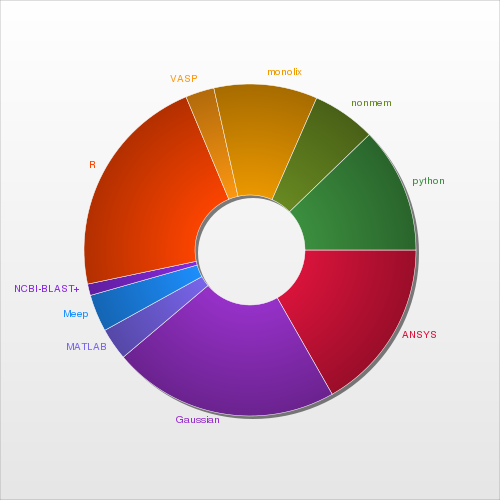 monolix
VASP
nonmem
R
python
NCBI-BLAST+
Meep
ANSYS
MATLAB
Gaussian